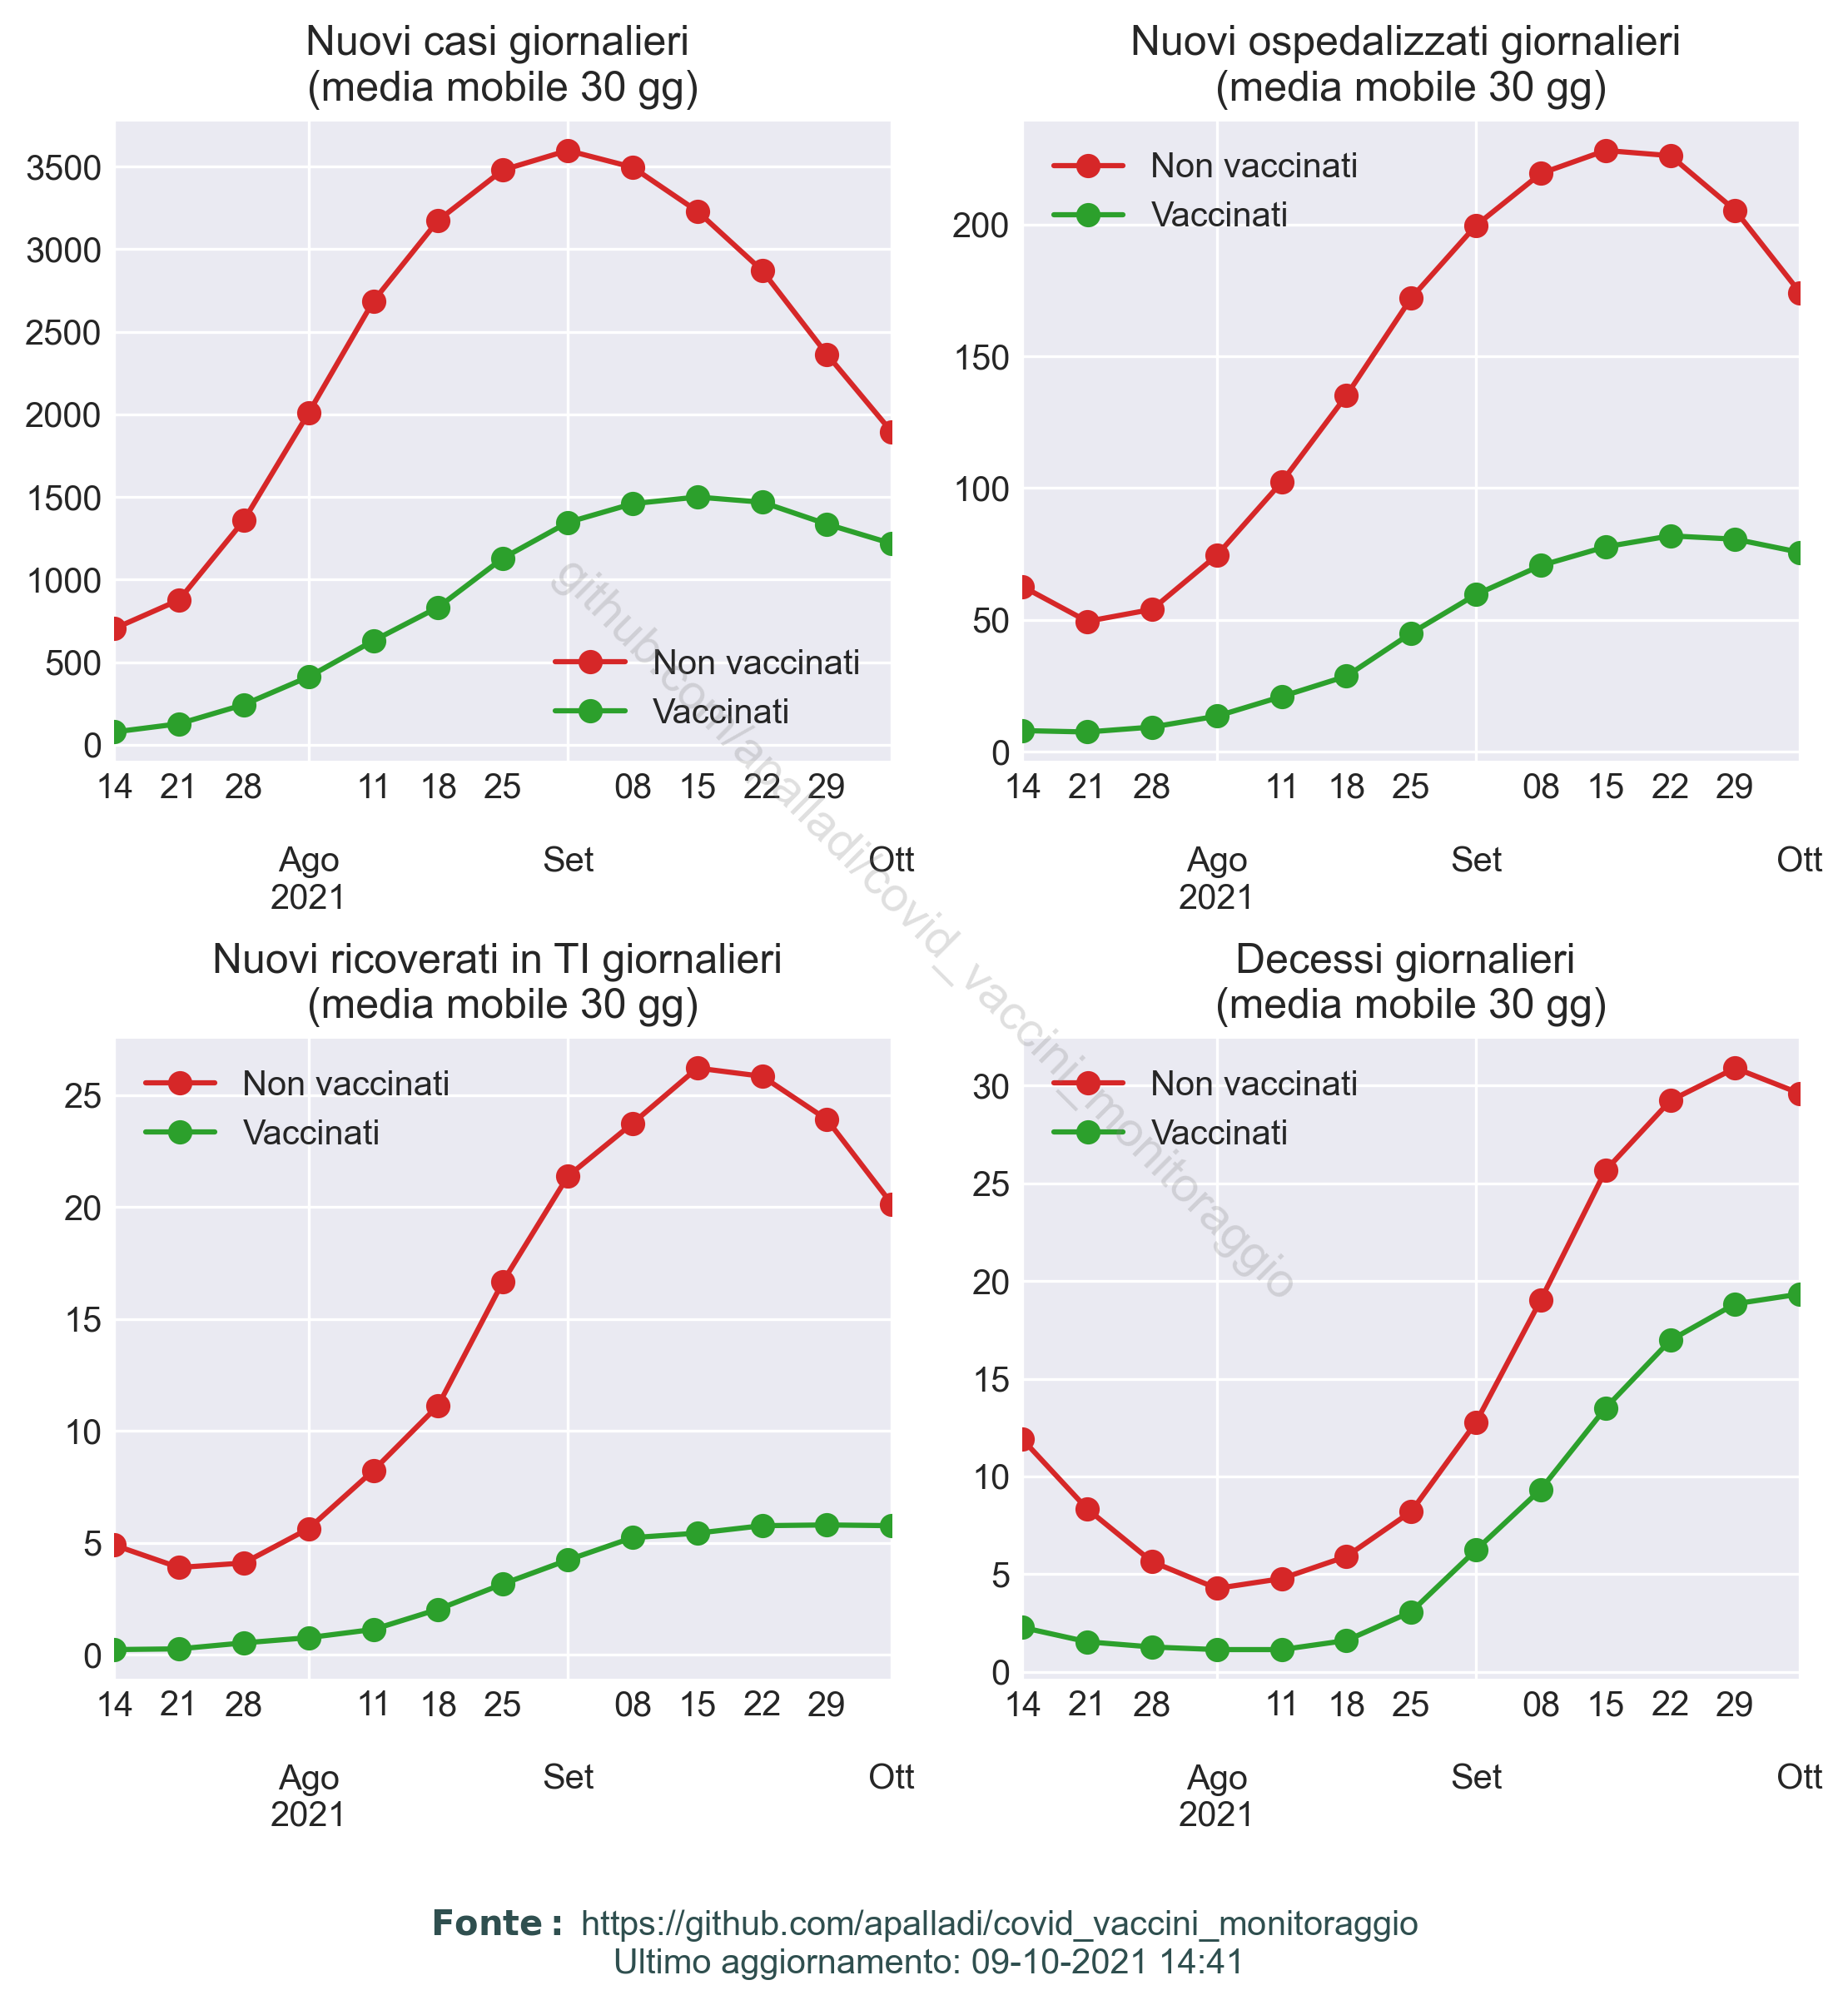 Nuovi casi giornalieri
(media mobile 30 gg)
3500
3000
2500
2000
1500
1000
500
0
Non vaccinati
Vaccinati
14 21 28 11 18 25 08 15 22 29
Ago Set Ott
2021
Nuovi ospedalizzati giornalieri
(media mobile 30 gg)
200
150
100
50
0
Non vaccinati
Vaccinati
14 21 28 11 18 25 08 15 22 29
Ago Set Ott
2021
github.com/apalladi/covid_vaccini_monitoraggio
Nuovi ricoverati in TI giornalieri
(media mobile 30 gg)
25
20
15
10
5
0
Non vaccinati
Vaccinati
14 21 28 11 18 25 08 15 22 29
Ago Set Ott
2021
Decessi giornalieri
(media mobile 30 gg)
30
25
20
15
10
5
0
Non vaccinati
Vaccinati
14 21 28 11 18 25 08 15 22 29
Ago Set Ott
2021
Fonte: https://github.com/apalladi/covid_vaccini_monitoraggio
Ultimo aggiornamento: 09-10-2021 14:41